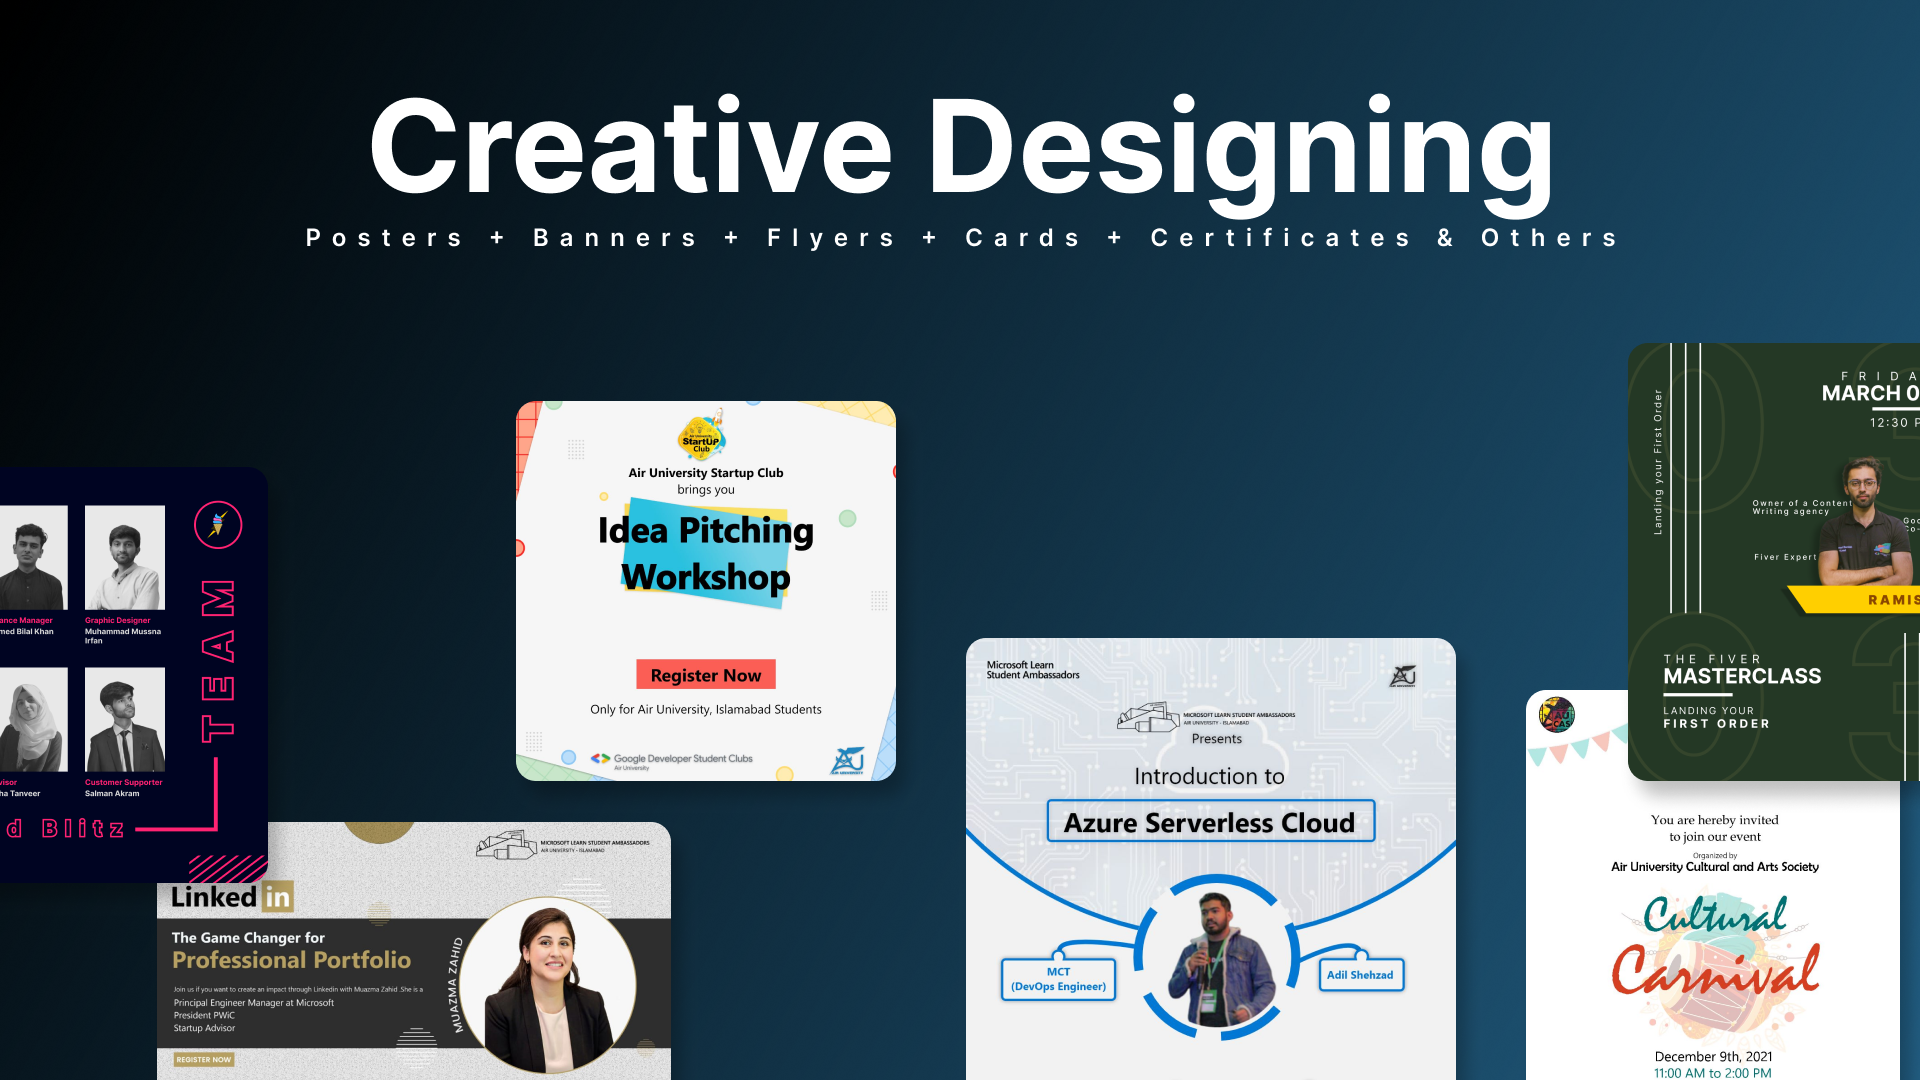 Creative Designing
Posters + Banners + Flyers + Cards + Certificates & Others
Graphic Designer
Muhammad Mussna
Irfan
Customer Supporter
Salman Akram
ance Manager
med Bilal Khan
Tanveer
TEAM
Blitz
Air University
StartUP
Club
Air University Startup Club
brings you
Idea Pitching
Workshop
Register Now
Only for Air University, Islamabad Students
Google Developer Student Clubs
Air University
AIR UNIVERSITY
MICROSOFT LEARN STUDENT AMBASSADORS
AIR UNIVERSITY - ISLAMABAD
Linked in
The Game Changer for
Professional Portfolio
Join us if you want to create an impact through Linkedin with Muazma Zahid .She is a
Principal Engineer Manager at Microsoft
President PWiC
Startup Advisor
REGISTER NOW
MUAZMA ZAHID
Microsoft Learn
Student Ambassadors
AIR UNIVERSITY
MICROSOFT LEARN STUDENT AMBASSADORS
AIR UNIVERSITY - ISLAMABAD
Presents
Introduction to
Azure Serverless Cloud
MCT
(DevOps Engineer)
Adil Shehzad
Landing your First Order
FRIDA
MARCH 0
12:30 P
Owner of a Content
Writing agency
Fiver Expert
RAMIS
THE FIVER
MASTERCLASS
LANDING YOUR
FIRST ORDER
AU
CAS
You are hereby invited
to join our event
Organized by
Air University Cultural and Arts Society
Cultural
Carnival
December 9th, 2021
11:00 AM to 2:00 PM